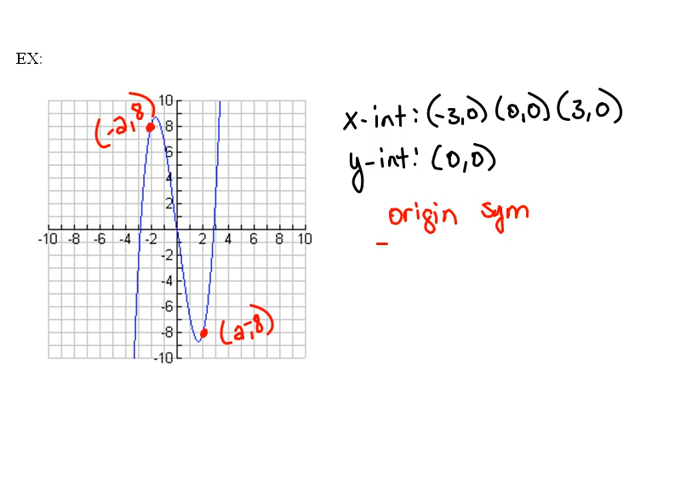 EX:
(-2,8)
10
8
6
4
2
-10 -8 -6 -4 -2 2 4 6 8 10
-2
-4
-6
-8
-10
(2,-8)
x-int: (-3,0) (0,0) (3,0)
y-int: (0,0)
origin sym